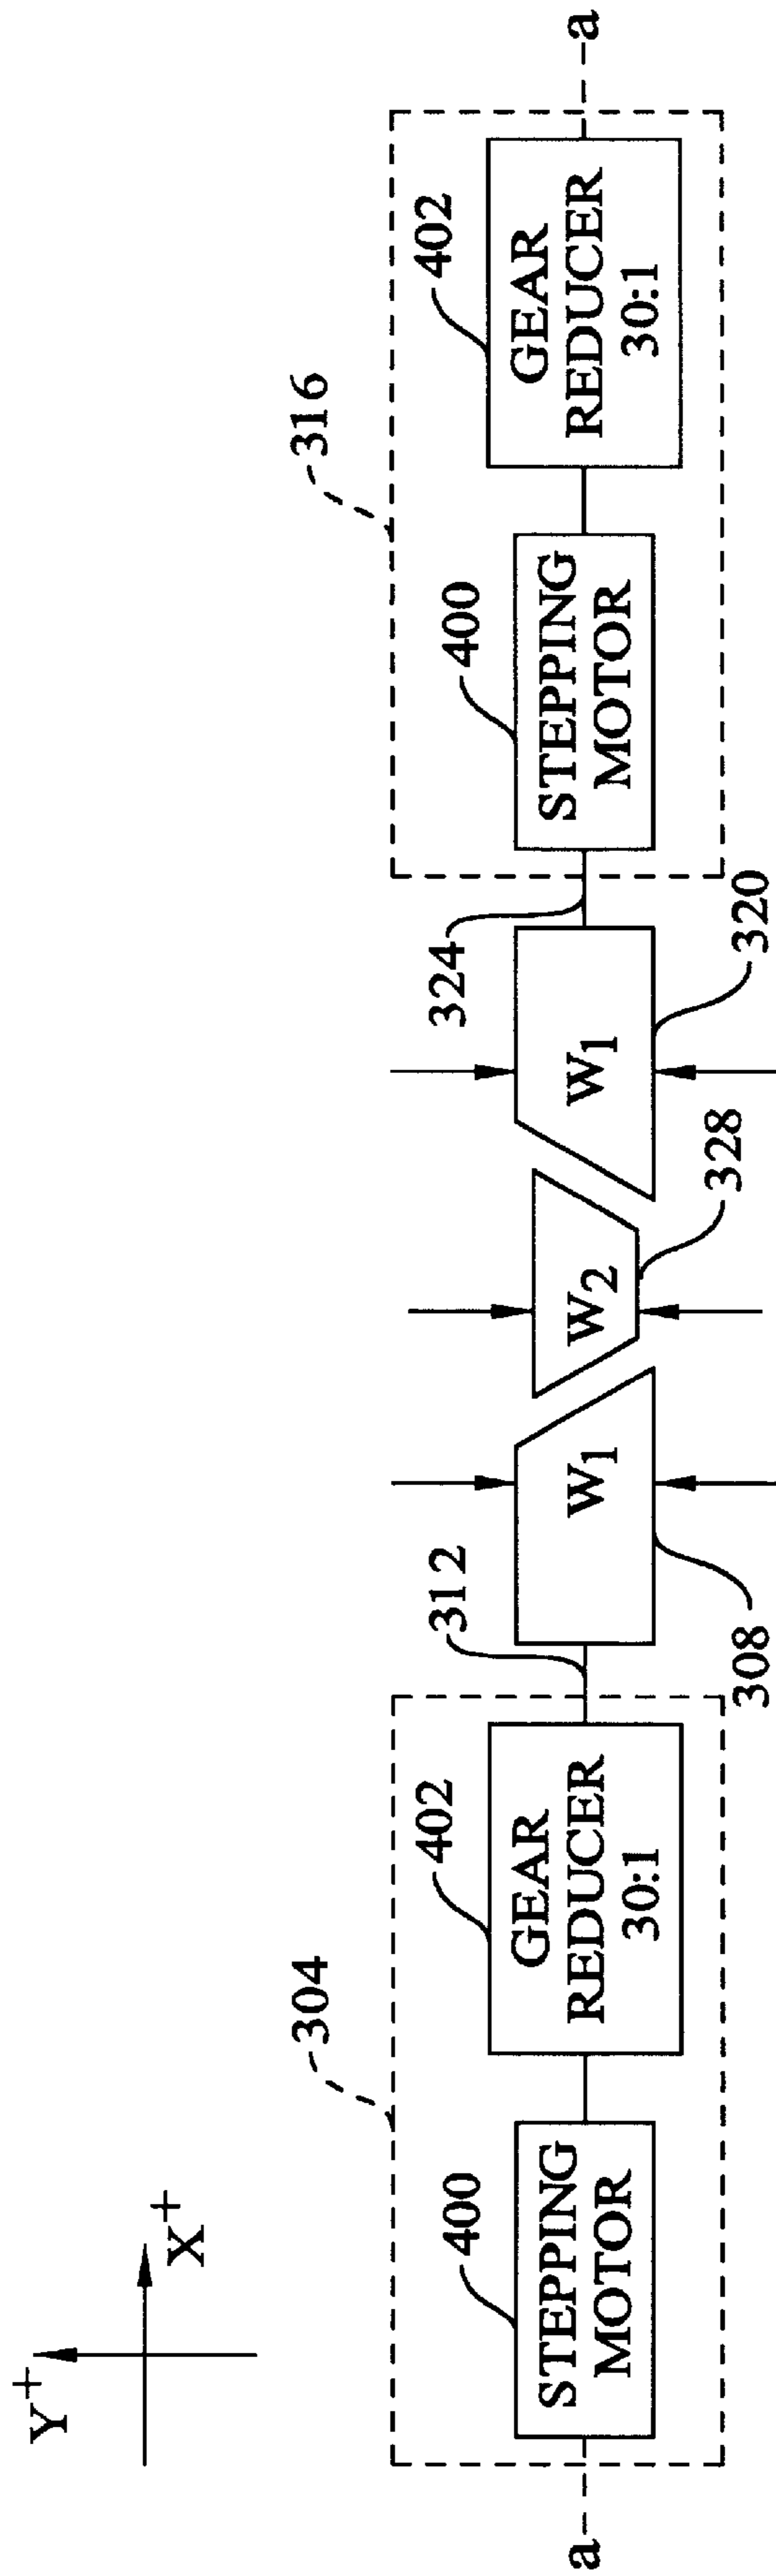 Y+
X+
304
316
400
402
312
324
400
402
a
STEPPING
MOTOR
GEAR
REDUCER
30:1
W1
W2
W1
STEPPING
MOTOR
GEAR
REDUCER
30:1
a
308
328
320